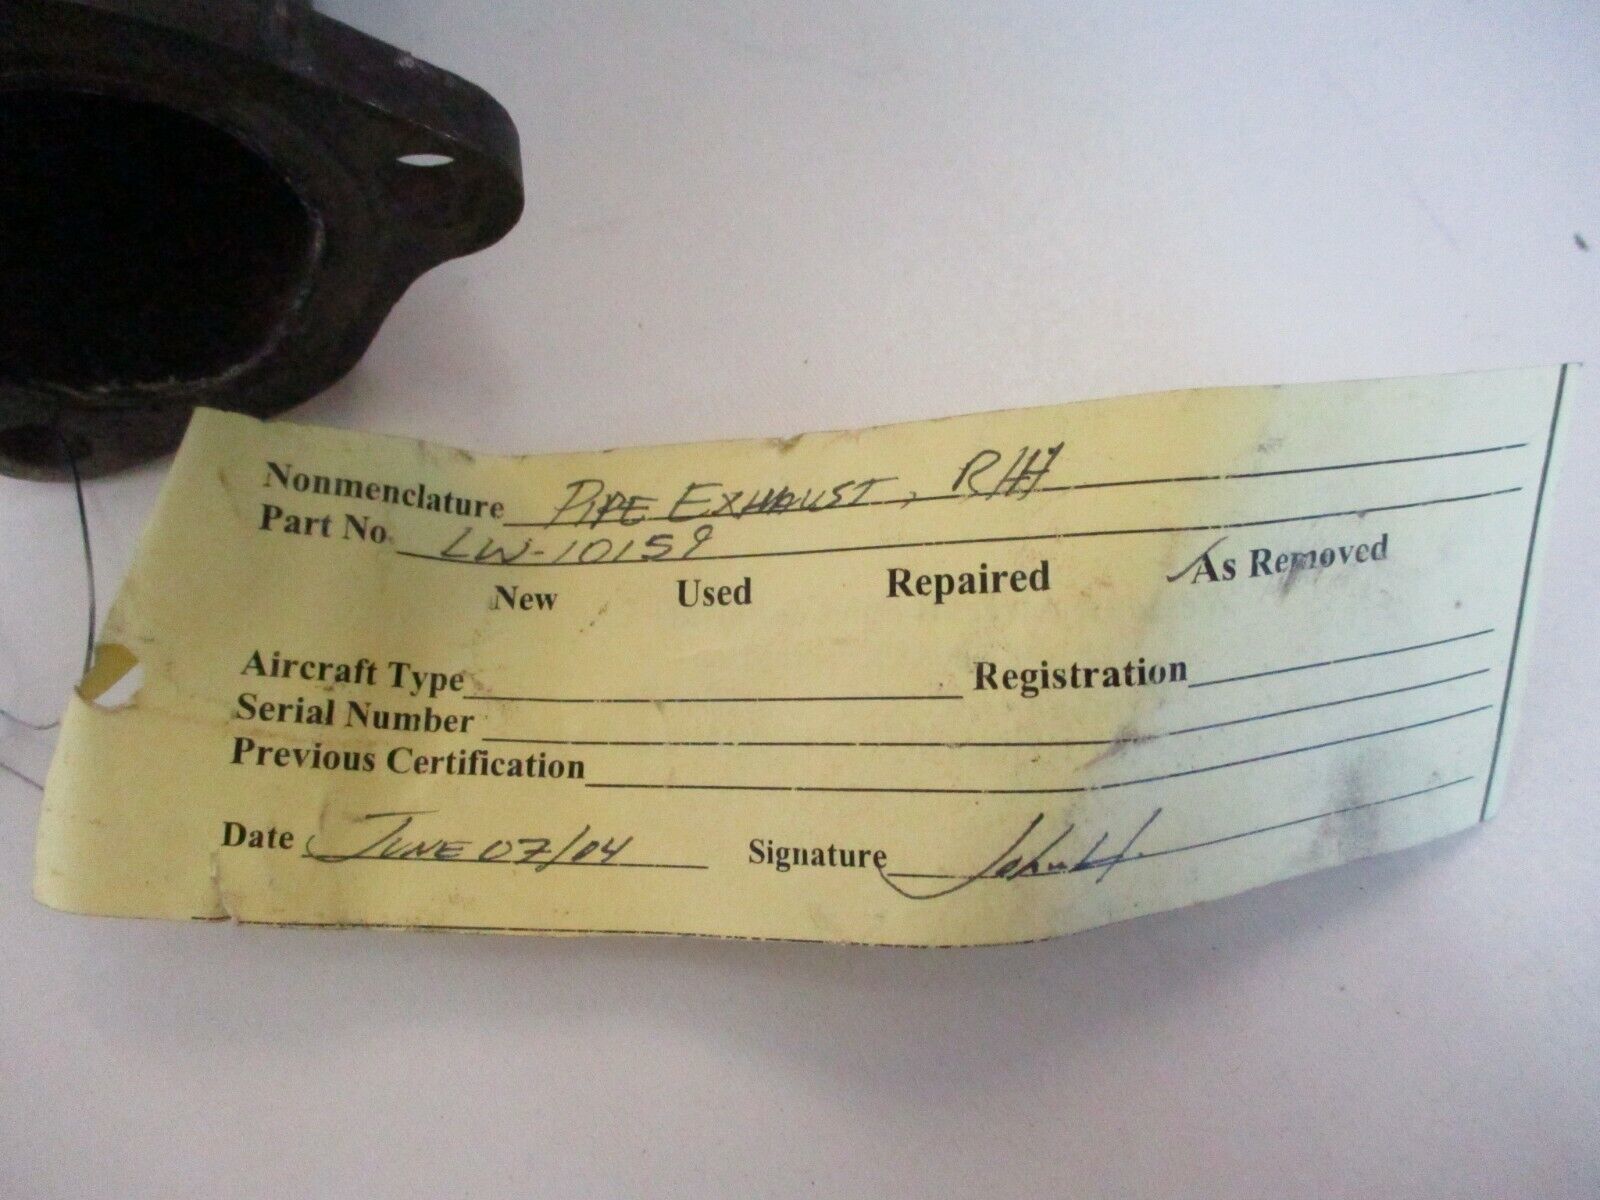 Nonmenclature PIPE EXHAUST, R/H
Part No. LW-10159
New Used Repaired ✓As Removed
Aircraft Type Registration
Serial Number
Previous Certification
Date JUNE 07/04 Signature John H.